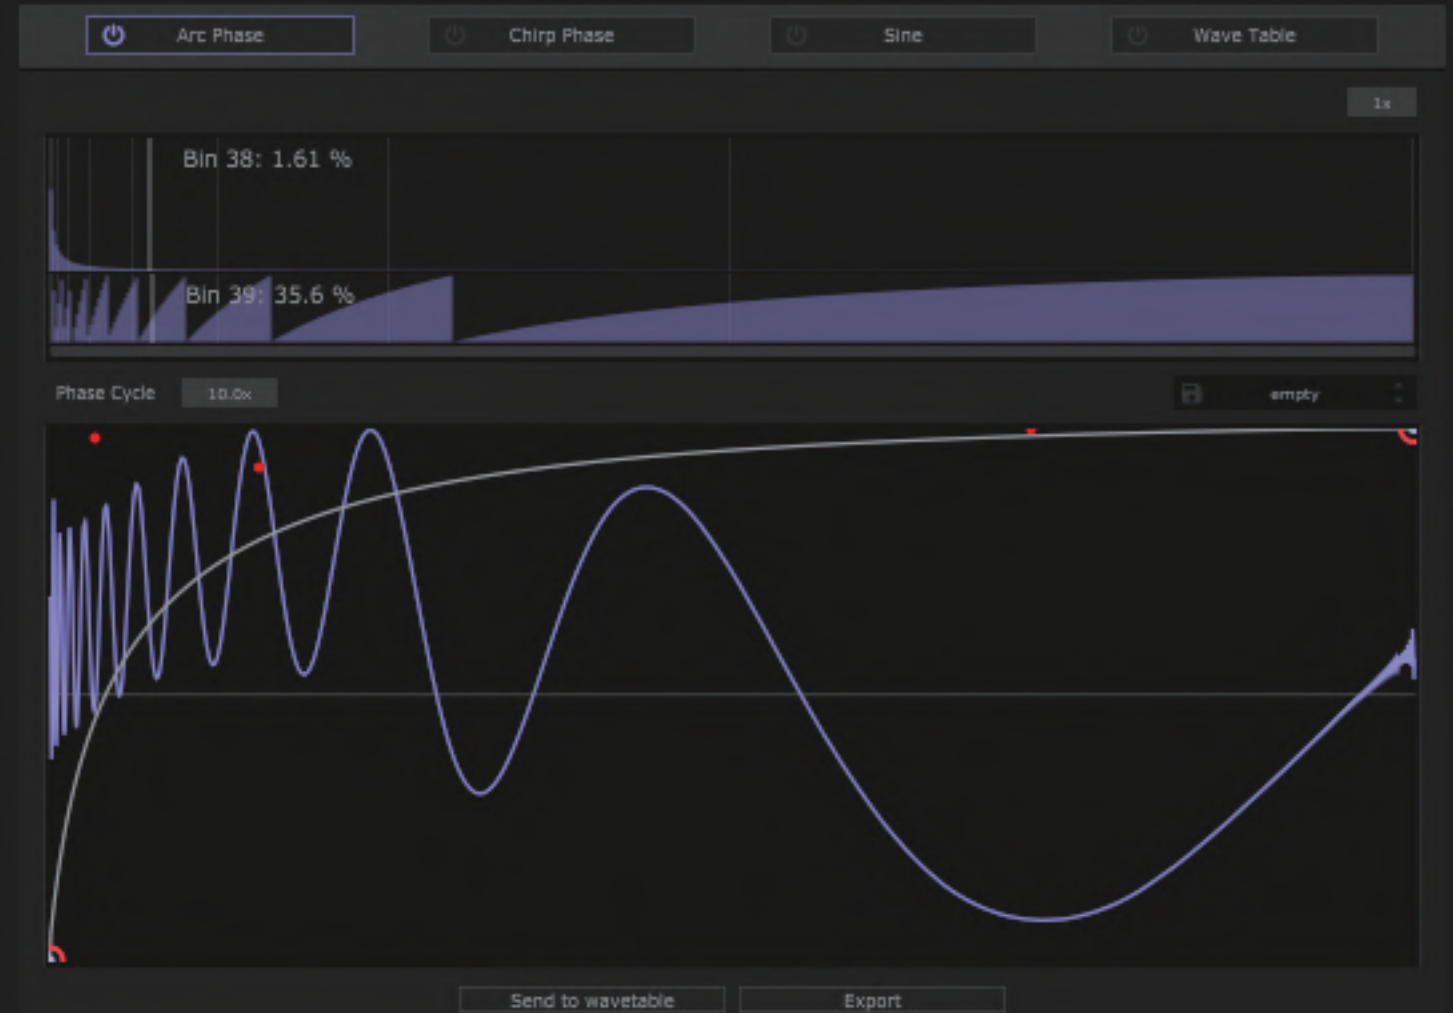 Arc Phase
Chirp Phase
Sine
Wave Table
1x
Bin 38: 1.61 %
Bin 39: 35.6 %
Phase Cycle
10.0x
empty
Send to wavetable
Export